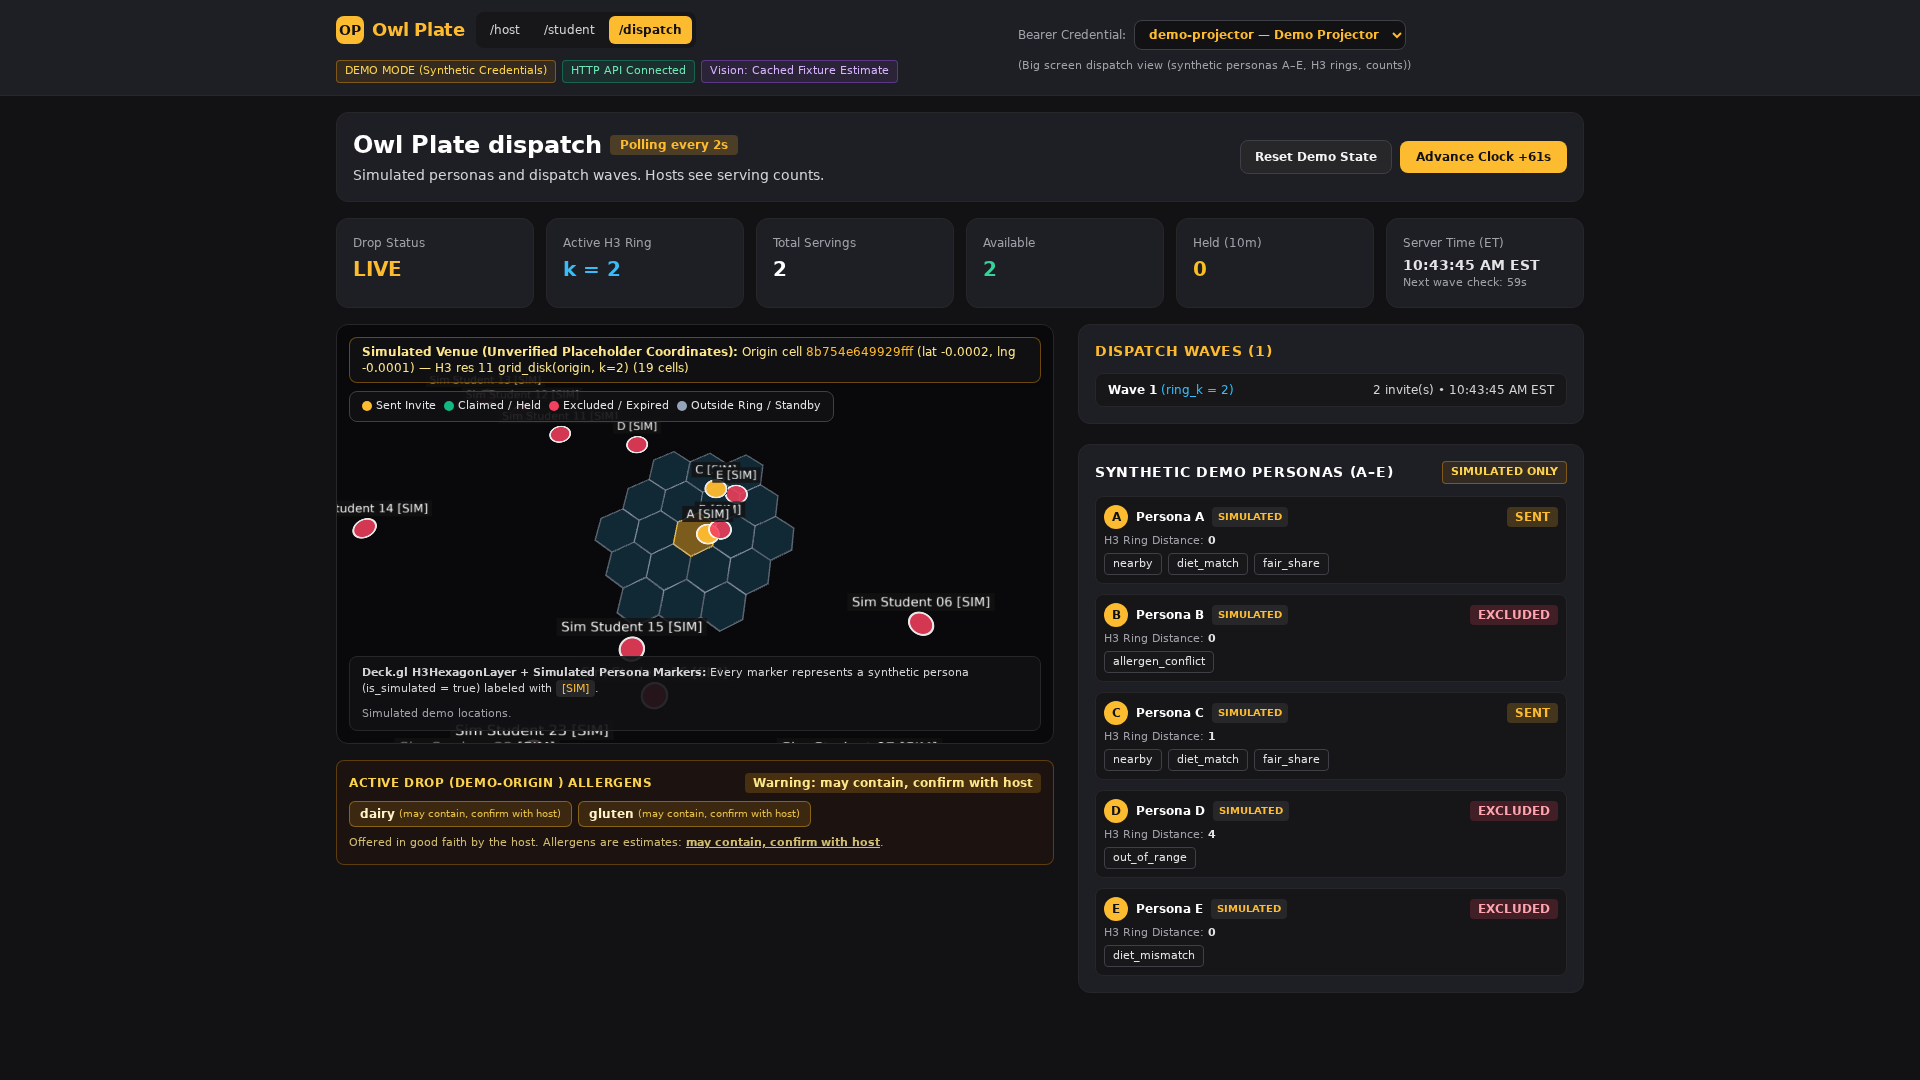 OP Owl Plate /host /student /dispatch
Bearer Credential: demo-projector — Demo Projector
DEMO MODE (Synthetic Credentials) HTTP API Connected Vision: Cached Fixture Estimate
(Big screen dispatch view (synthetic personas A–E, H3 rings, counts))
Owl Plate dispatch Polling every 2s
Simulated personas and dispatch waves. Hosts see serving counts.
Reset Demo State Advance Clock +61s
Drop Status
LIVE
Active H3 Ring
k = 2
Total Servings
2
Available
2
Held (10m)
0
Server Time (ET)
10:43:45 AM EST
Next wave check: 59s
Simulated Venue (Unverified Placeholder Coordinates): Origin cell 8b754e649929fff (lat -0.0002, lng
-0.0001) — H3 res 11 grid_disk(origin, k=2) (19 cells)
Sim Student 12 [SIM]
Sent Invite Claimed / Held Excluded / Expired Outside Ring / Standby
Sim Student 11 [SIM]
D [SIM]
C [SIM]
E [SIM]
A [SIM]
tudent 14 [SIM]
Sim Student 06 [SIM]
Sim Student 15 [SIM]
Deck.gl H3HexagonLayer + Simulated Persona Markers: Every marker represents a synthetic persona
(is_simulated = true) labeled with [SIM].
Simulated demo locations.
Sim Student 23 [SIM]
ACTIVE DROP (DEMO-ORIGIN ) ALLERGENS Warning: may contain, confirm with host
dairy (may contain, confirm with host) gluten (may contain, confirm with host)
Offered in good faith by the host. Allergens are estimates: may contain, confirm with host.
DISPATCH WAVES (1)
Wave 1 (ring_k = 2) 2 invite(s) • 10:43:45 AM EST
SYNTHETIC DEMO PERSONAS (A–E) SIMULATED ONLY
A Persona A SIMULATED SENT
H3 Ring Distance: 0
nearby diet_match fair_share
B Persona B SIMULATED EXCLUDED
H3 Ring Distance: 0
allergen_conflict
C Persona C SIMULATED SENT
H3 Ring Distance: 1
nearby diet_match fair_share
D Persona D SIMULATED EXCLUDED
H3 Ring Distance: 4
out_of_range
E Persona E SIMULATED EXCLUDED
H3 Ring Distance: 0
diet_mismatch